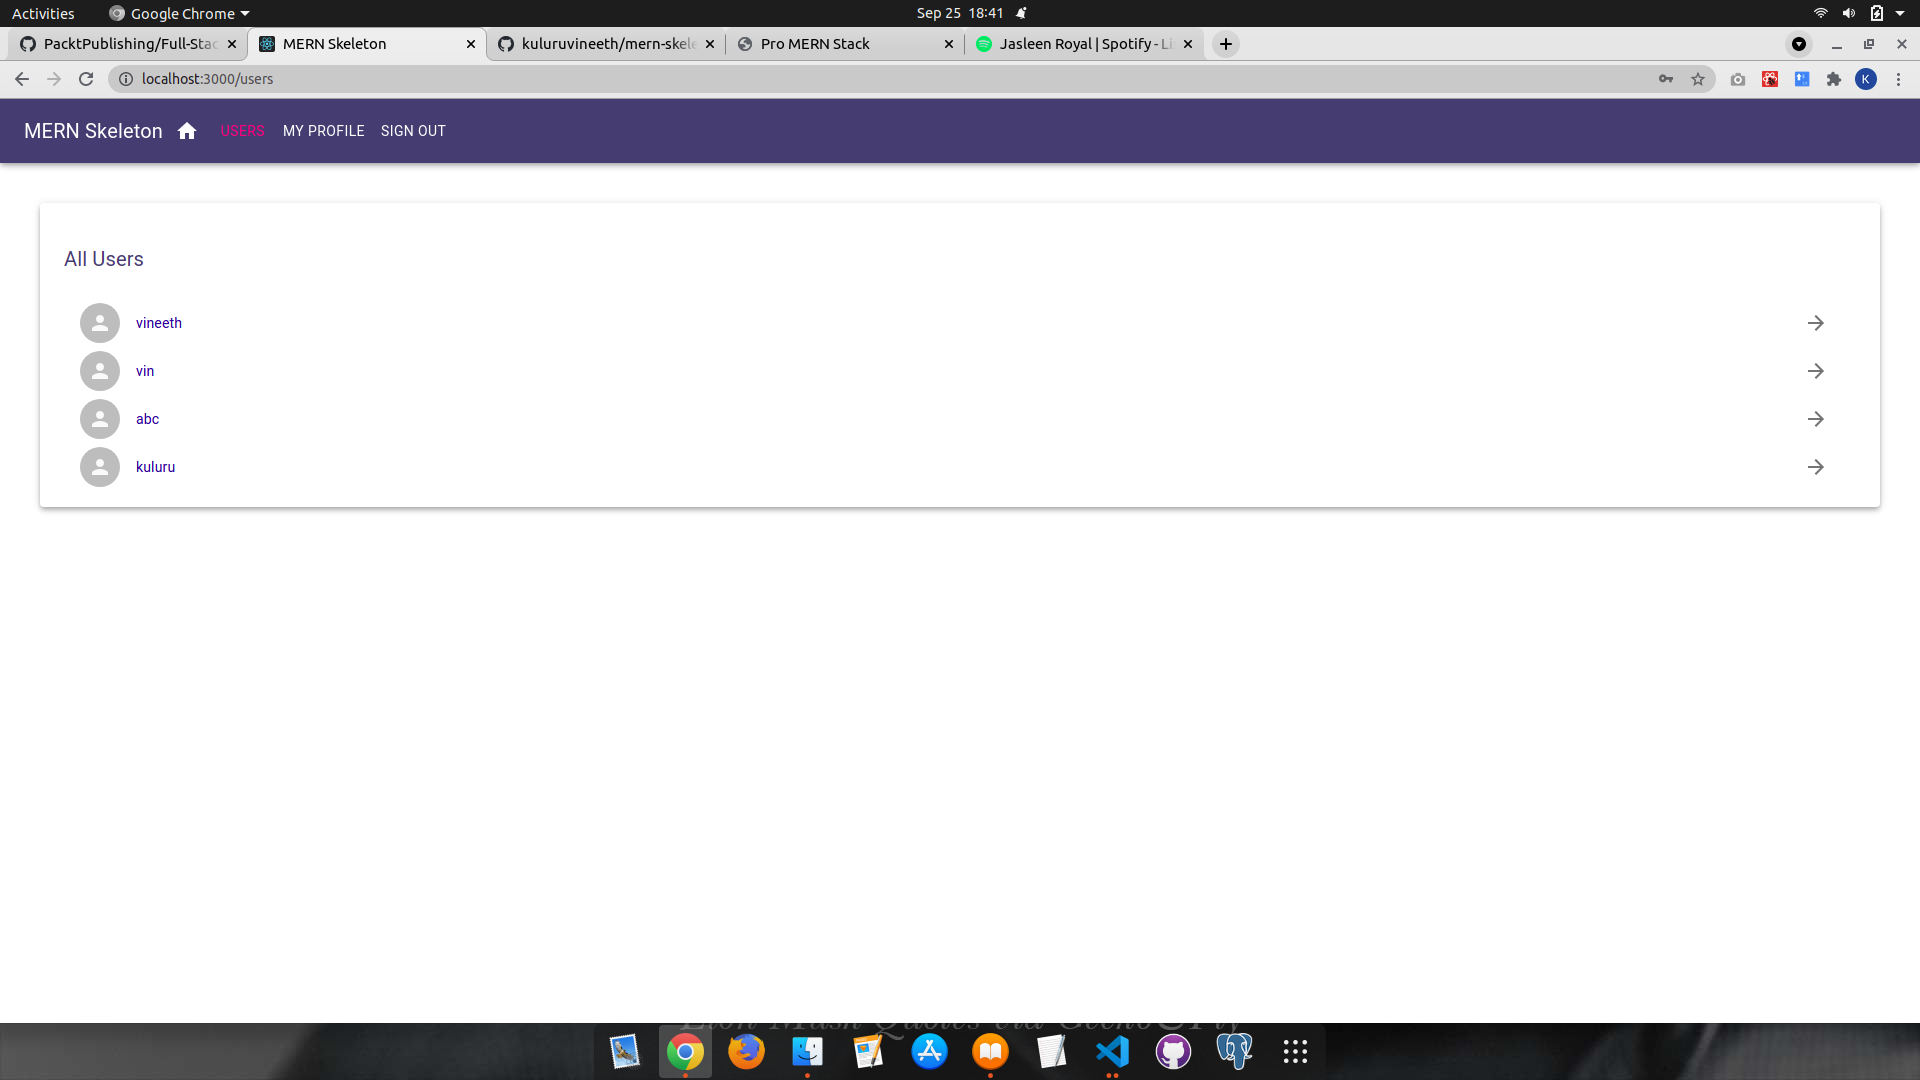 Activities
Google Chrome
Sep 25 18:41
PacktPublishing/Full-Stac
MERN Skeleton
kuluruvineeth/mern-skele
Pro MERN Stack
Jasleen Royal | Spotify - Li
localhost:3000/users
K
MERN Skeleton
USERS
MY PROFILE
SIGN OUT
All Users
vineeth
vin
abc
kuluru